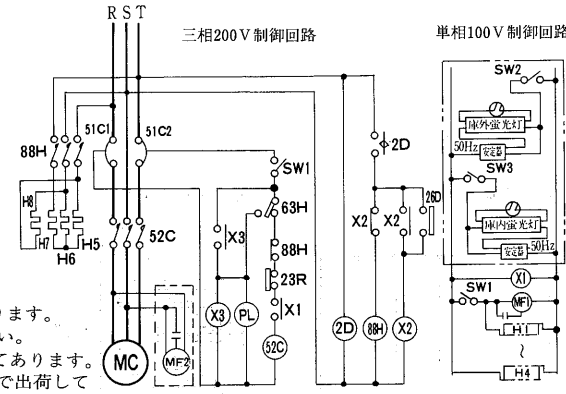 R S T
三相200V制御回路
単相100V制御回路
SW2
庫外蛍光灯
50Hz
安定器
SW3
庫内蛍光灯
50Hz
安定器
51C1
51C2
88H
SW1
2D
63H
26D
X3
X2
X2
H8
H7
H6
H5
52C
88H
23R
X1
X1
SW1
MF1
X3
PL
2D
88H
X2
52C
H1
MC
MF2
H4
ります。
い。
てあります。
で出荷して